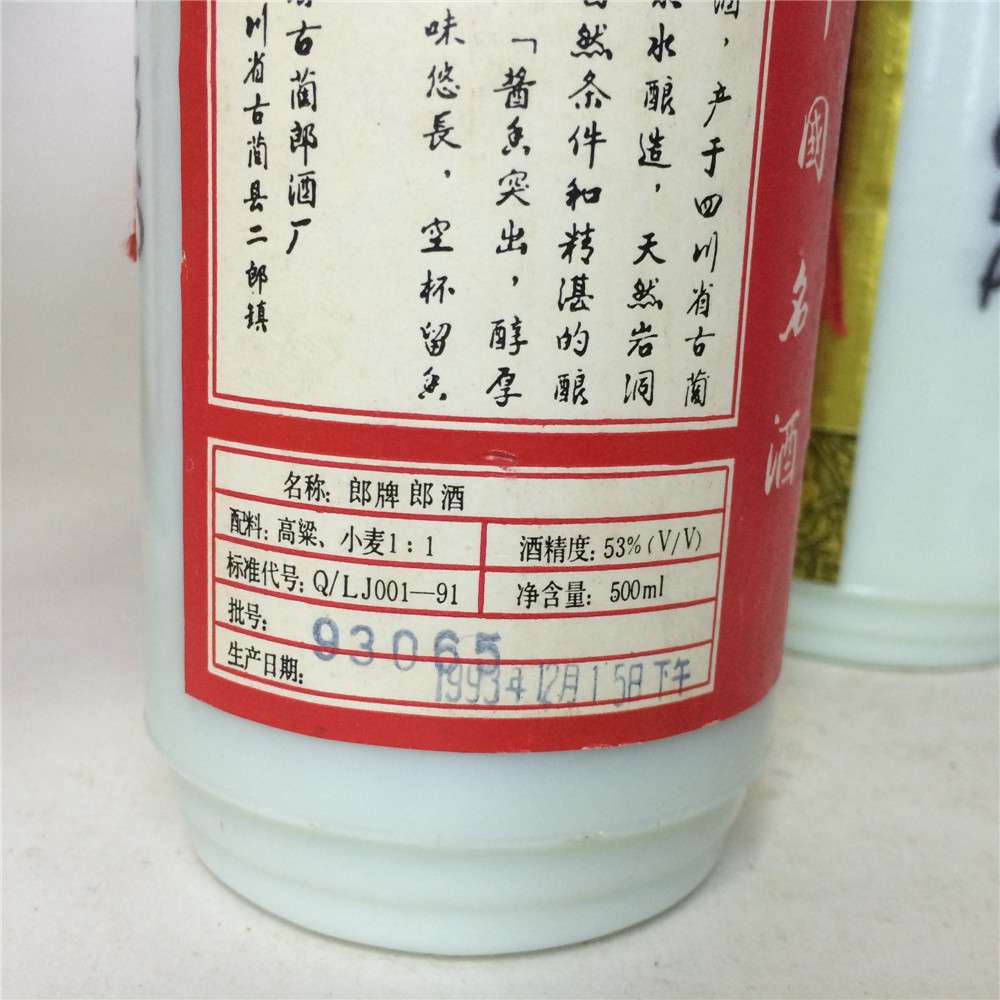 酒，产于四川省古蔺
水酿造，天然岩洞
然条件和精湛的酿
「酱香突出，醇厚
味悠長，空杯留香
古蔺郎酒厂
川省古蔺县二郎镇
國名酒
名称：郎牌郎酒
配料：高粱、小麦1：1
酒精度：53%(V/V)
标准代号：Q/LJ001—91
净含量：500ml
批号：93065
生产日期：1993年12月15日下午